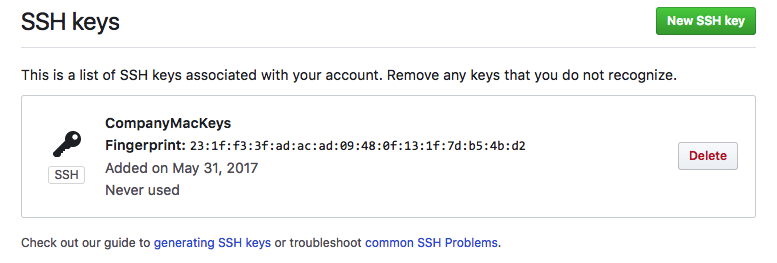 SSH keys
New SSH key
This is a list of SSH keys associated with your account. Remove any keys that you do not recognize.
CompanyMacKeys
Fingerprint: 23:1f:f3:3f:ad:ac:ad:09:48:0f:13:1f:7d:b5:4b:d2
SSH
Added on May 31, 2017
Never used
Delete
Check out our guide to generating SSH keys or troubleshoot common SSH Problems.